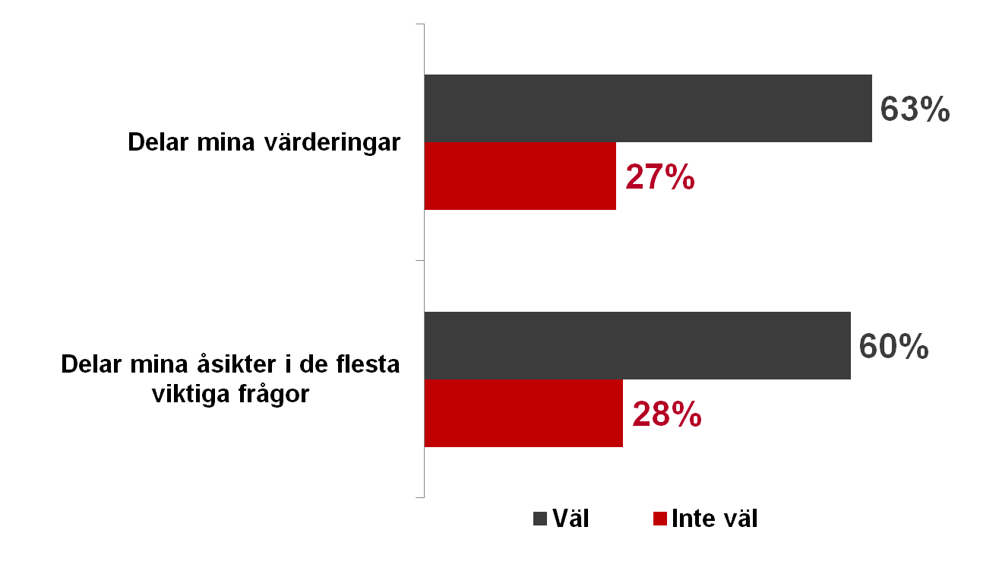 Delar mina värderingar
63%
27%
Delar mina åsikter i de flesta
viktiga frågor
60%
28%
Väl
Inte väl